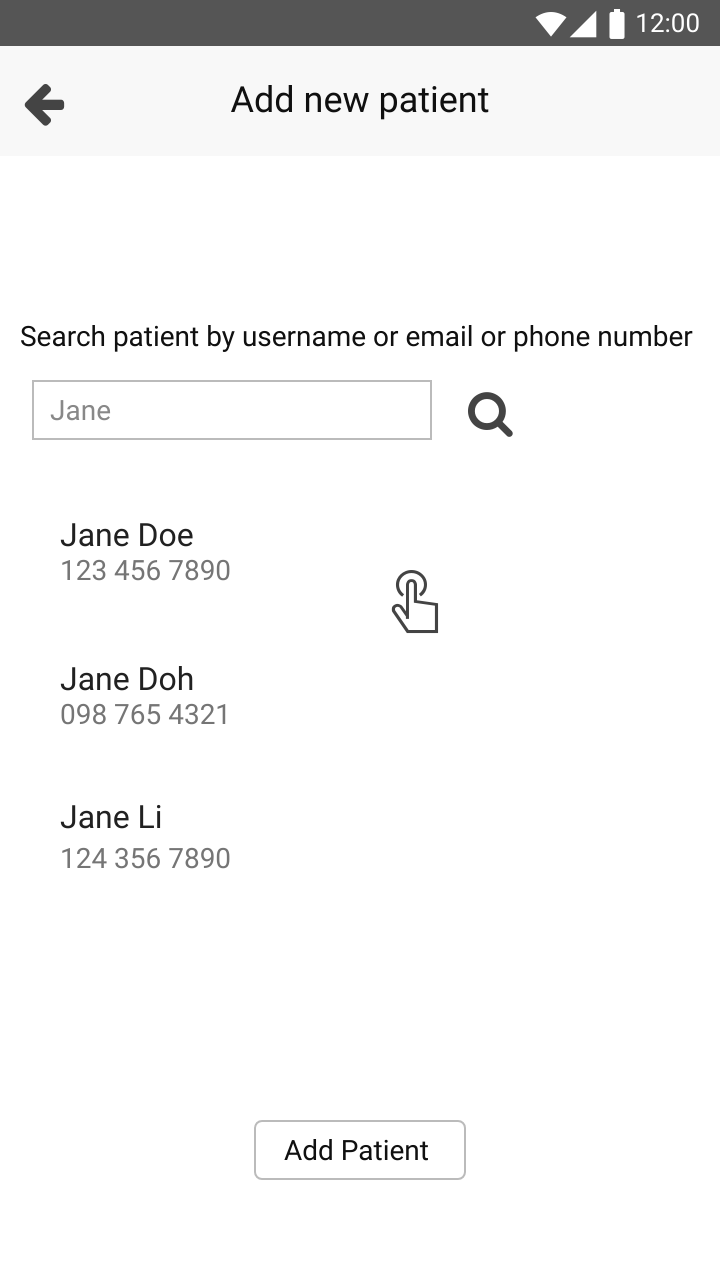 12:00
Add new patient
Search patient by username or email or phone number
Jane
Jane Doe
123 456 7890
Jane Doh
098 765 4321
Jane Li
124 356 7890
Add Patient